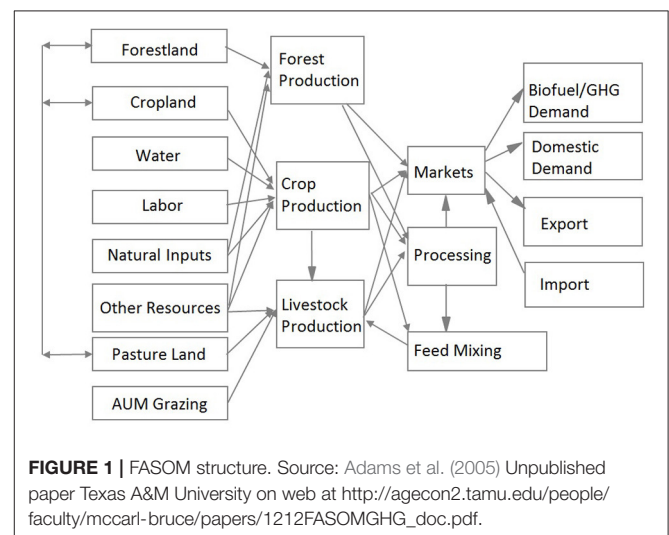 Forestland
Cropland
Water
Labor
Natural Inputs
Other Resources
Pasture Land
AUM Grazing
Forest
Production
Crop
Production
Livestock
Production
Markets
Processing
Feed Mixing
Biofuel/GHG
Demand
Domestic
Demand
Export
Import
FIGURE 1 | FASOM structure. Source: Adams et al. (2005) Unpublished
paper Texas A&M University on web at http://agecon2.tamu.edu/people/
faculty/mccarl-bruce/papers/1212FASOMGHG_doc.pdf.